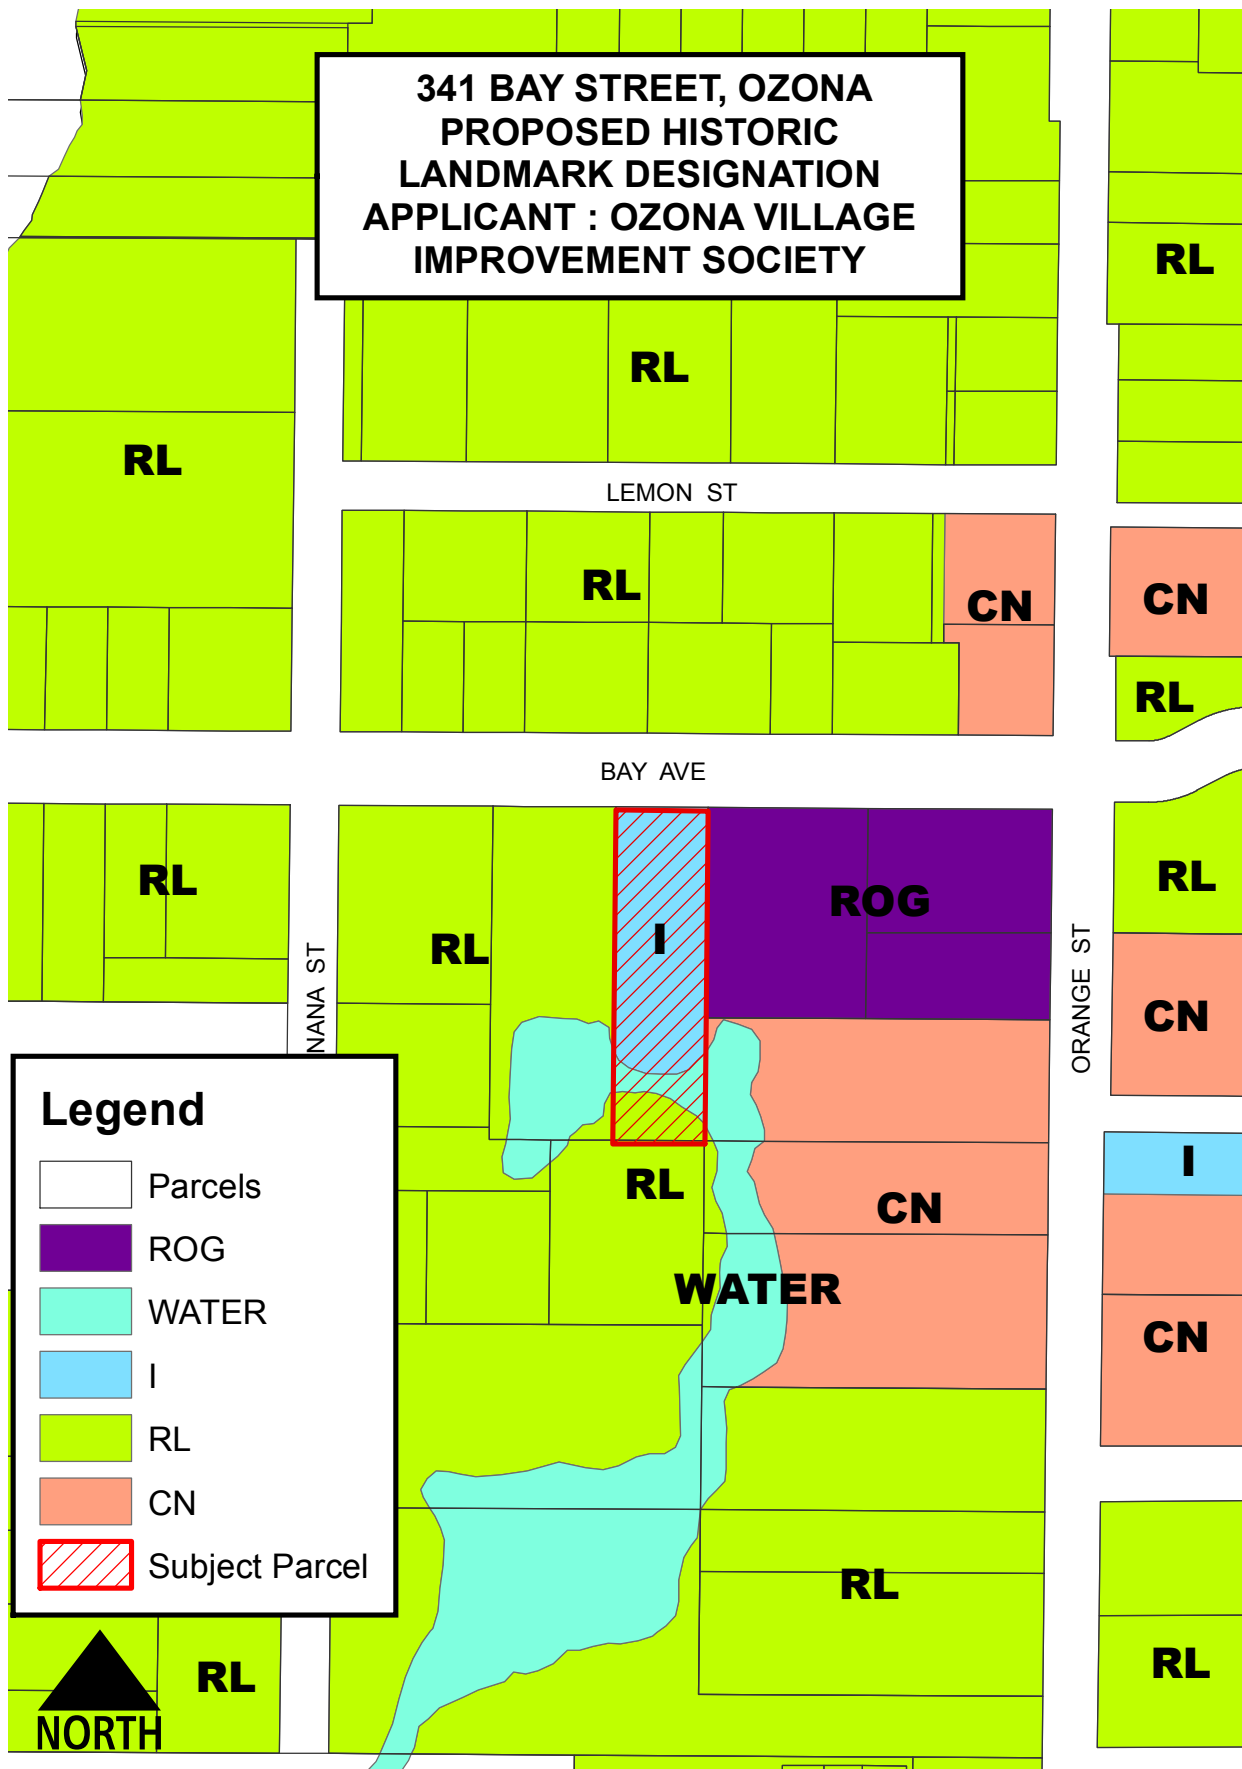 341 BAY STREET, OZONA
PROPOSED HISTORIC
LANDMARK DESIGNATION
APPLICANT : OZONA VILLAGE
IMPROVEMENT SOCIETY
RL
RL
RL
LEMON ST
RL
CN
CN
RL
BAY AVE
RL
RL
I
ROG
RL
NANA ST
ORANGE ST
CN
RL
CN
I
WATER
CN
Legend
Parcels
ROG
WATER
I
RL
CN
Subject Parcel
RL
RL
RL
NORTH